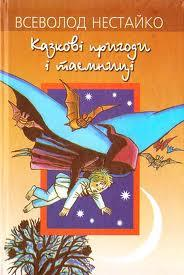 ВСЕВОЛОД НЕСТАЙКО
Казкові пригоди
і таємниці